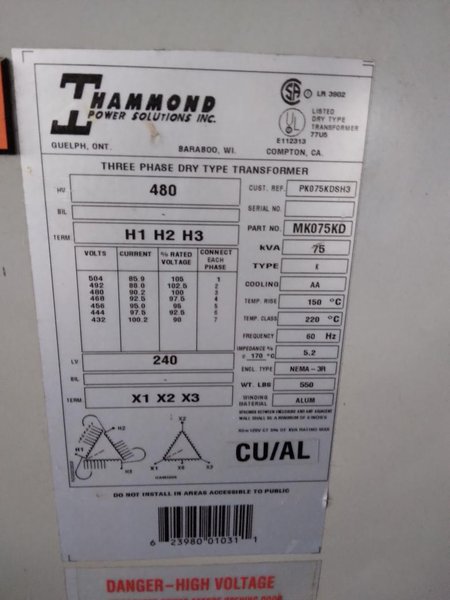 HAMMOND
POWER SOLUTIONS INC.
GUELPH, ONT. BARABOO, WI. COMPTON, CA.
SA LR 3902
UL LISTED
DRY TYPE
TRANSFORMER
77U5
E112313
THREE PHASE DRY TYPE TRANSFORMER
HV 480
BIL
TERM H1 H2 H3
VOLTS CURRENT % RATED VOLTAGE CONNECT EACH PHASE
504 85.9 105 1
492 88.0 102.5 2
480 90.2 100 3
468 92.5 97.5 4
456 95.0 95 5
444 97.5 92.5 6
432 100.2 90 7
LV 240
BIL
TERM X1 X2 X3
CUST. REF. PK075KDSH3
SERIAL NO.
PART NO. MK075KD
kVA 75
TYPE K
COOLING AA
TEMP. RISE 150 °C
TEMP. CLASS 220 °C
FREQUENCY 60 Hz
IMPEDANCE % @ 170 °C 5.2
ENCL. TYPE NEMA-3R
WT. LBS 550
WINDING MATERIAL ALUM
H1 H2 H3
X1 X2 X3
CU/AL
DO NOT INSTALL IN AREAS ACCESSIBLE TO PUBLIC
6 23980 01031 1
DANGER-HIGH VOLTAGE